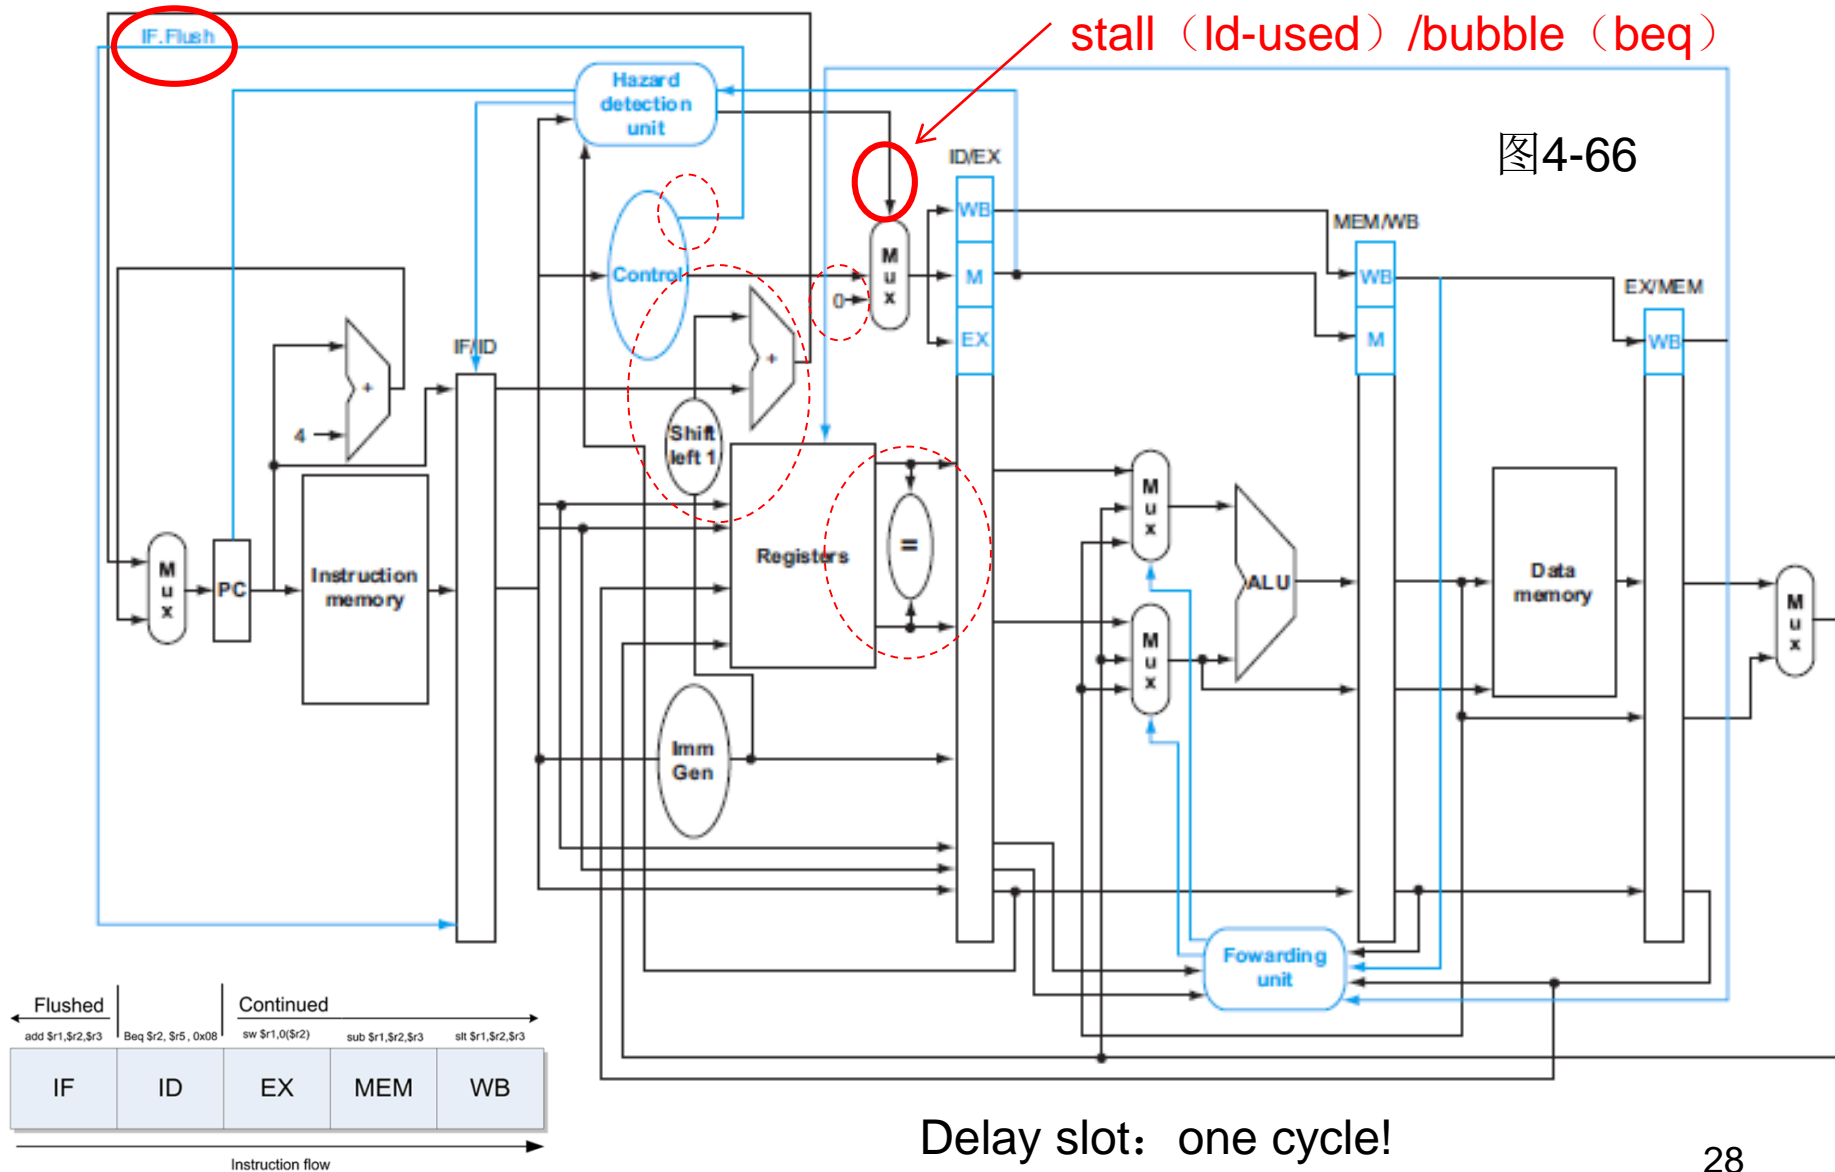 stall（ld-used）/bubble（beq）
IF.Flush
Hazard
detection
unit
图4-66
ID/EX
WB
M
EX
MEM/WB
WB
M
EX/MEM
WB
Control
0
M
u
x
+
IF/ID
+
4
Shift
left 1
M
u
x
PC
Instruction
memory
Registers
=
M
u
x
M
u
x
ALU
Data
memory
M
u
x
Imm
Gen
Fowarding
unit
Flushed
Continued
add $r1,$r2,$r3
Beq $r2, $r5 , 0x08
sw $r1,0($r2)
sub $r1,$r2,$r3
slt $r1,$r2,$r3
IF
ID
EX
MEM
WB
Instruction flow
Delay slot：one cycle!
28